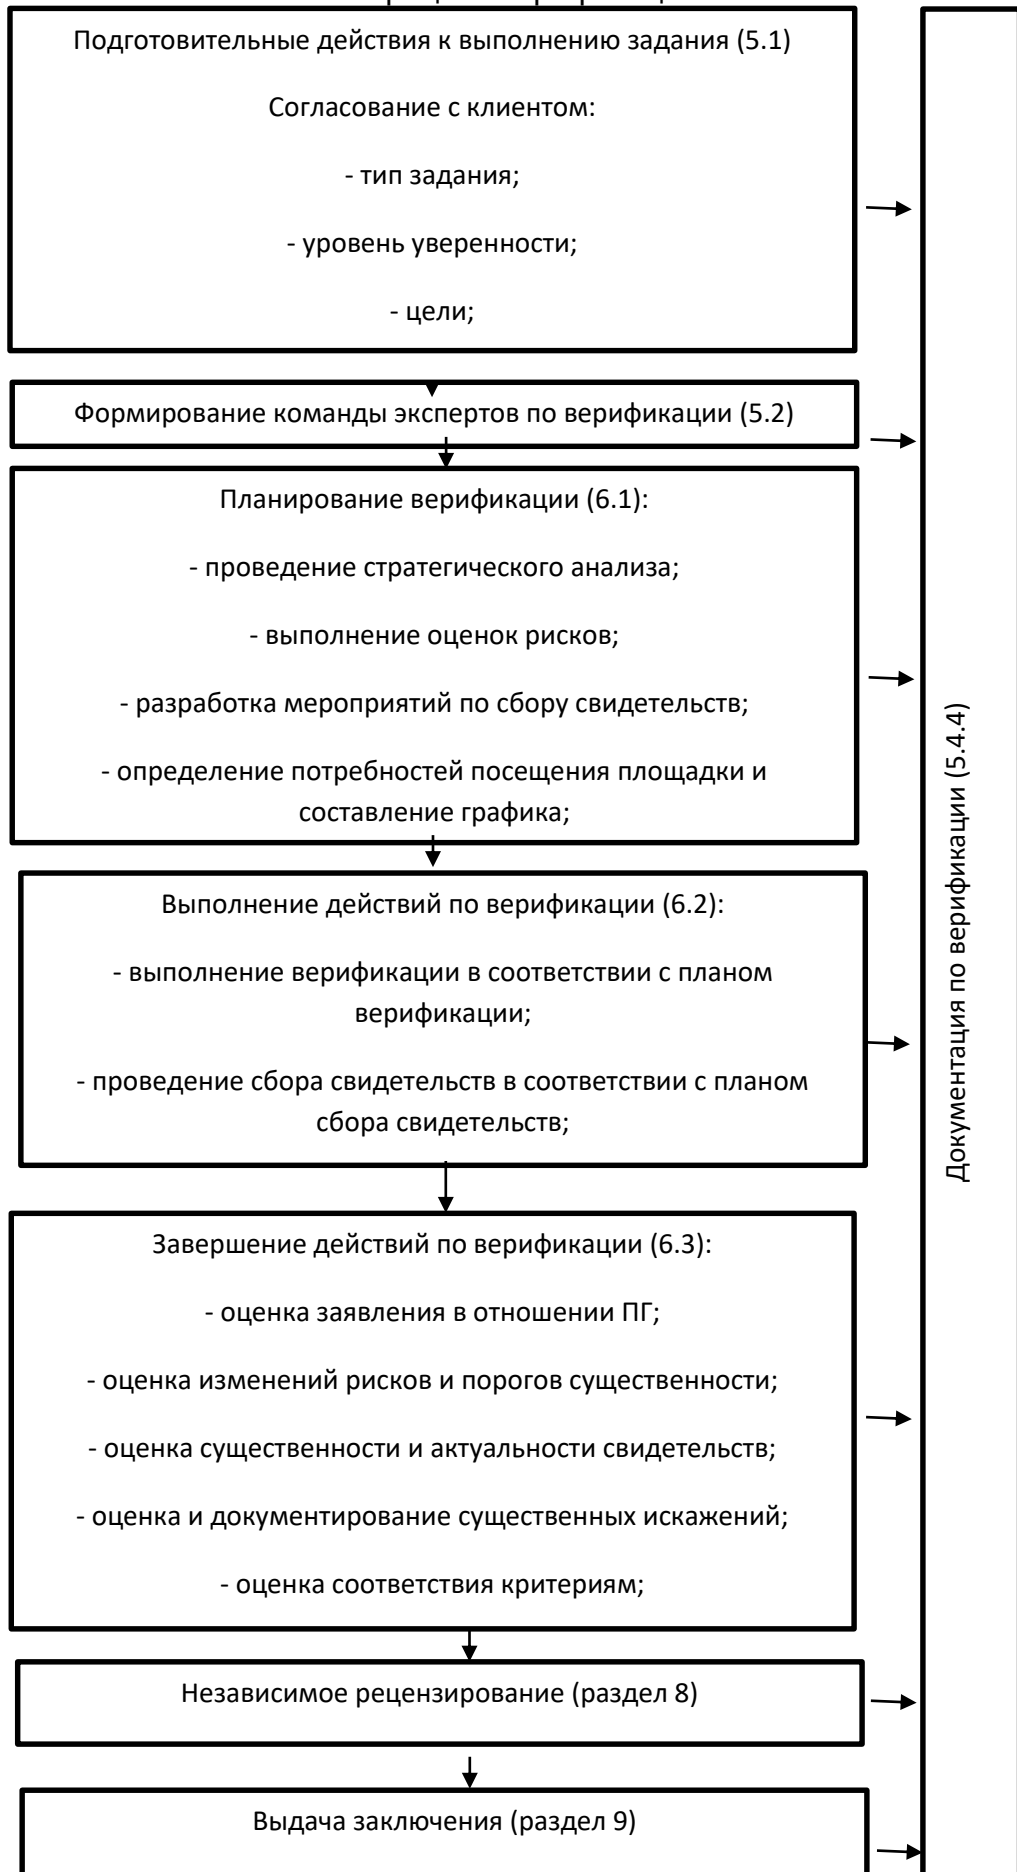 Подготовительные действия к выполнению задания (5.1)
Согласование с клиентом:
- тип задания;
- уровень уверенности;
- цели;
Формирование команды экспертов по верификации (5.2)
Планирование верификации (6.1):
- проведение стратегического анализа;
- выполнение оценок рисков;
- разработка мероприятий по сбору свидетельств;
- определение потребностей посещения площадки и
составление графика;
Выполнение действий по верификации (6.2):
- выполнение верификации в соответствии с планом
верификации;
- проведение сбора свидетельств в соответствии с планом
сбора свидетельств;
Завершение действий по верификации (6.3):
- оценка заявления в отношении ПГ;
- оценка изменений рисков и порогов существенности;
- оценка существенности и актуальности свидетельств;
- оценка и документирование существенных искажений;
- оценка соответствия критериям;
Независимое рецензирование (раздел 8)
Выдача заключения (раздел 9)
Документация по верификации (5.4.4)